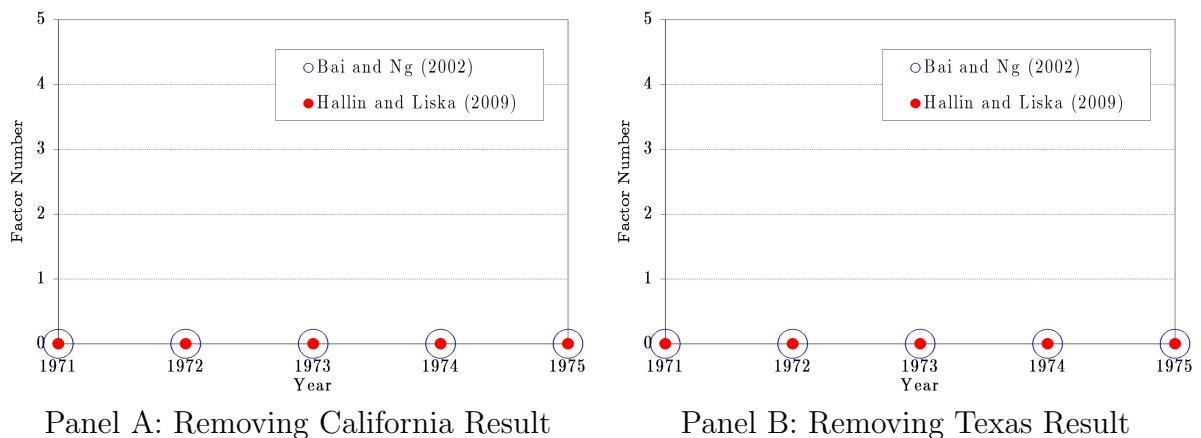 5
4
3
2
1
0
Factor Number
Bai and Ng (2002)
Hallin and Liska (2009)
1971 1972 1973 1974 1975
Year
Panel A: Removing California Result
5
4
3
2
1
0
Factor Number
Bai and Ng (2002)
Hallin and Liska (2009)
1971 1972 1973 1974 1975
Year
Panel B: Removing Texas Result